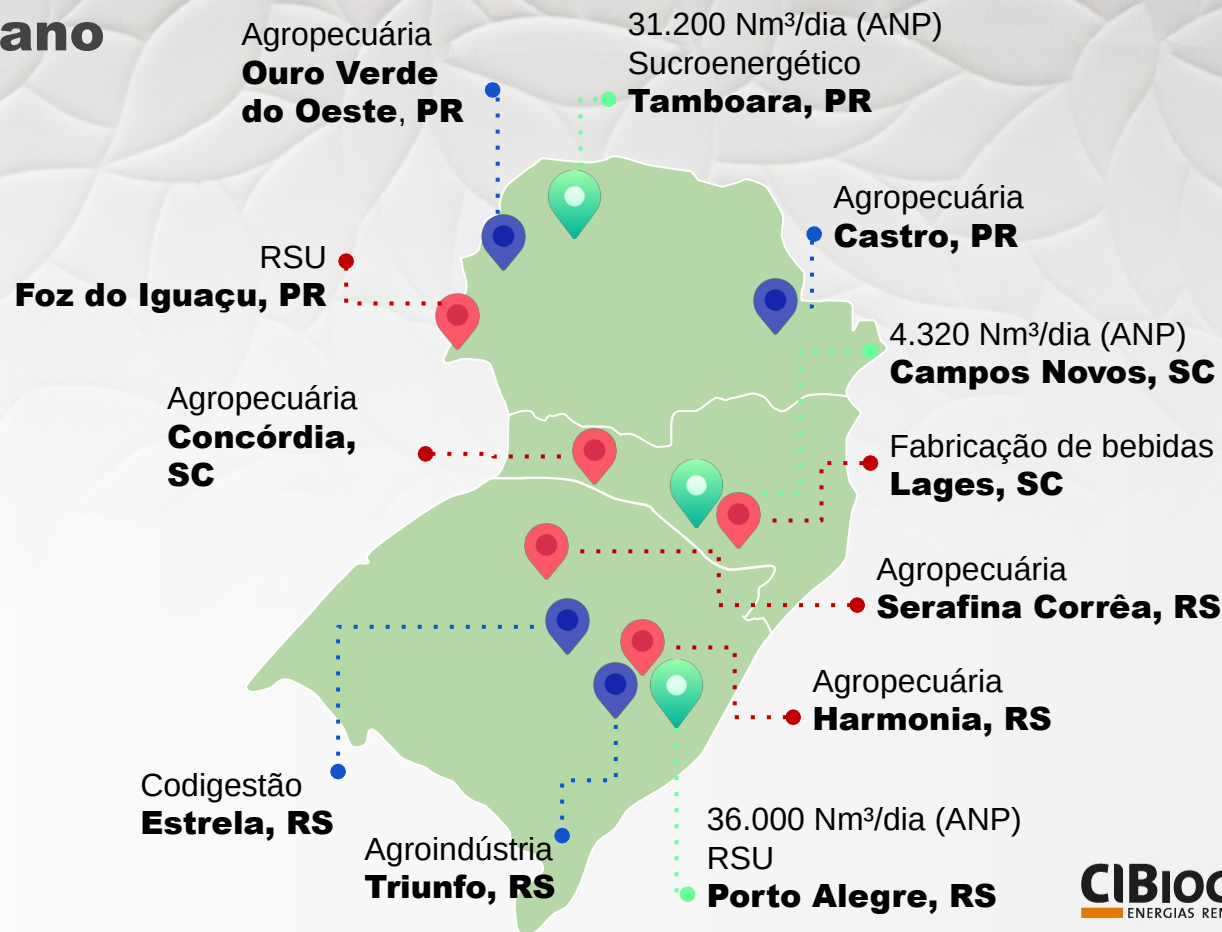 ano
Agropecuária
Ouro Verde
do Oeste, PR
31.200 Nm³/dia (ANP)
Sucroenergético
Tamboara, PR
Agropecuária
Castro, PR
RSU
Foz do Iguaçu, PR
4.320 Nm³/dia (ANP)
Campos Novos, SC
Agropecuária
Concórdia,
SC
Fabricação de bebidas
Lages, SC
Agropecuária
Serafina Corrêa, RS
Agropecuária
Harmonia, RS
Codigestão
Estrela, RS
Agroindústria
Triunfo, RS
36.000 Nm³/dia (ANP)
RSU
Porto Alegre, RS
ENERGIAS